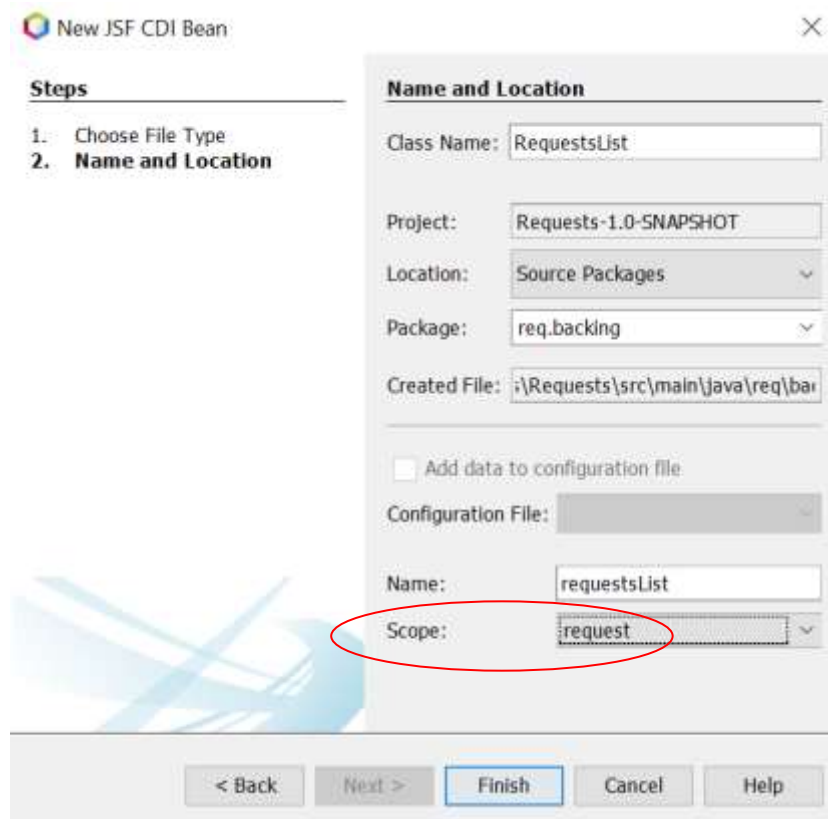 New JSF CDI Bean
Steps
1. Choose File Type
2. Name and Location
Name and Location
Class Name: RequestsList
Project: Requests-1.0-SNAPSHOT
Location: Source Packages
Package: req.backing
Created File: \Requests\src\main\java\req\bac
Add data to configuration file
Configuration File:
Name: requestsList
Scope: request
< Back Next > Finish Cancel Help